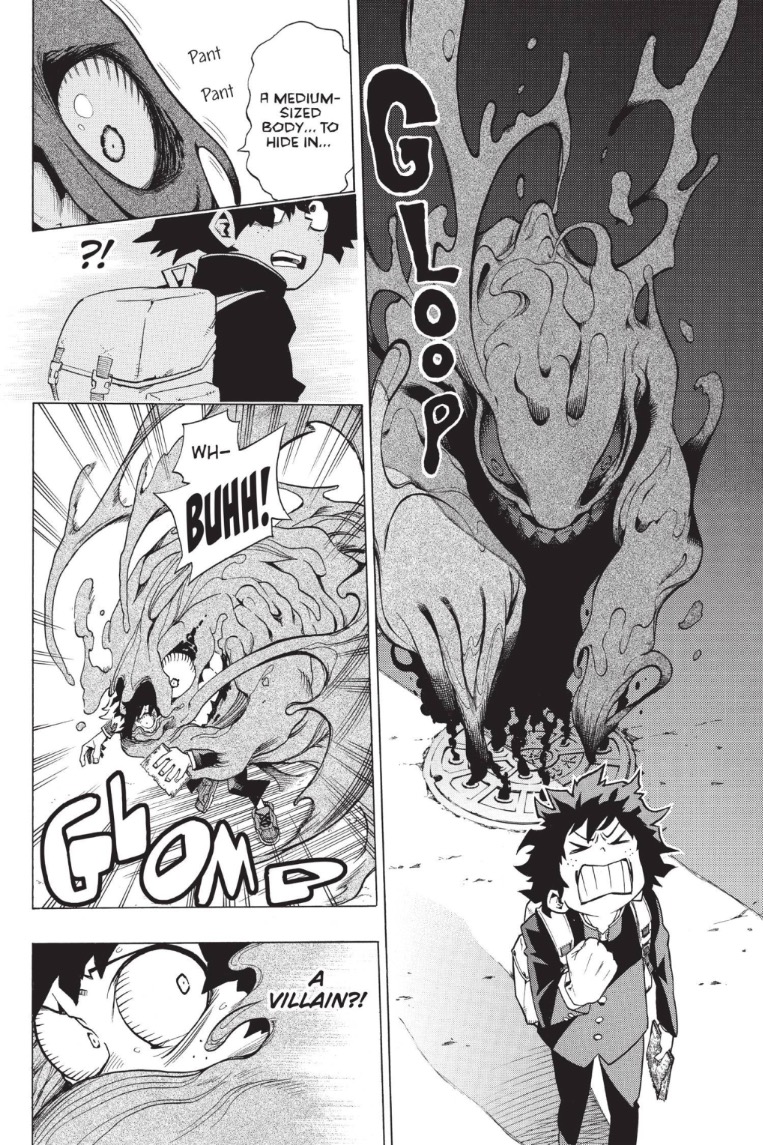 GLOOP
Pant
Pant
A MEDIUM-
SIZED
BODY... TO
HIDE IN...
?!
WH-
BUHH!
GLOMP
A
VILLAIN?!